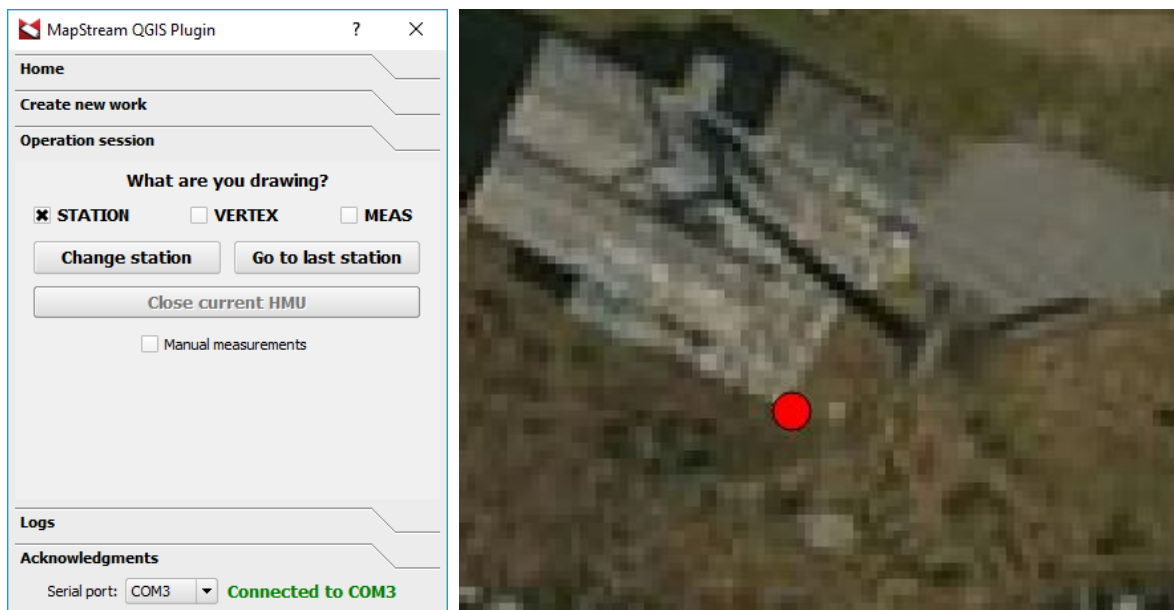 MapStream QGIS Plugin ? ×
Home
Create new work
Operation session
What are you drawing?
STATION VERTEX MEAS
Change station Go to last station
Close current HMU
Manual measurements
Logs
Acknowledgments
Serial port: COM3 Connected to COM3